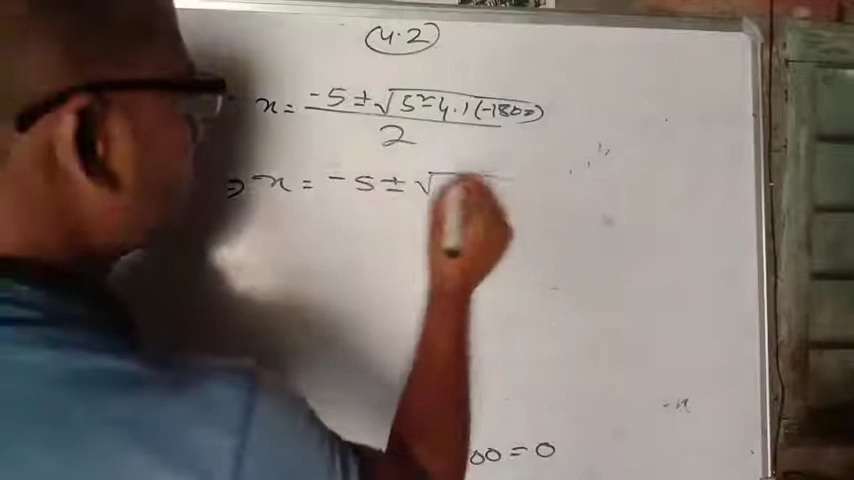 4.2
x = -5 ± √5²-4.1(-1800)
2
⇒ x = -5 ± √
-x
00 = 0